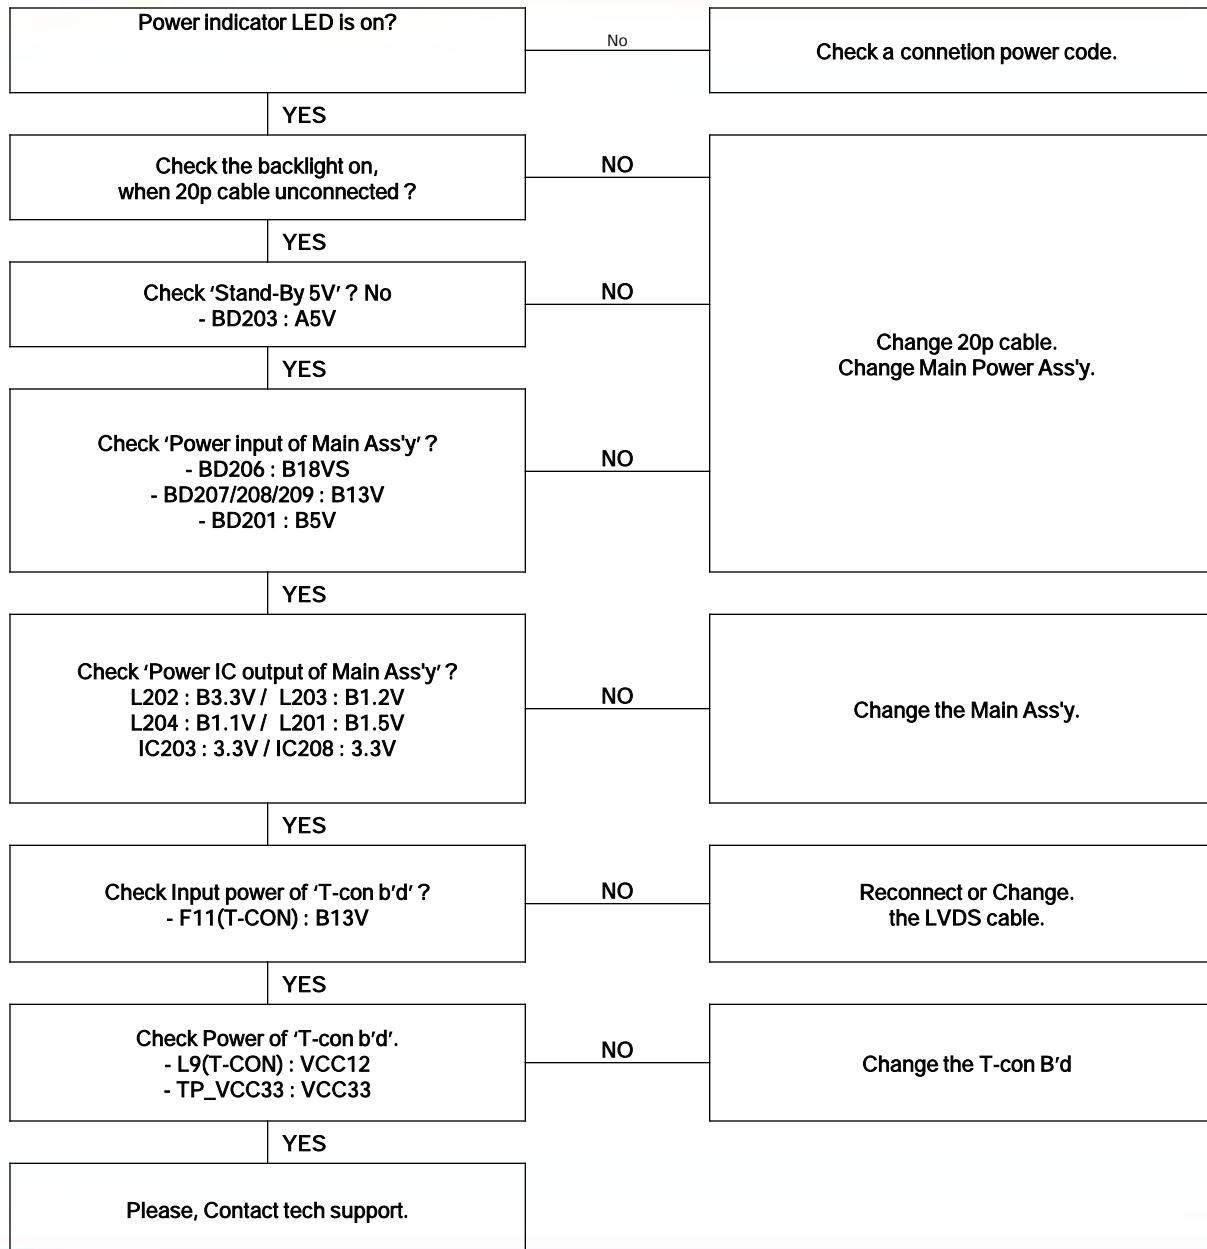 Power indicator LED is on?
No
Check a connetion power code.
YES
Check the backlight on,
when 20p cable unconnected ?
NO
YES
Check ‘Stand-By 5V’ ? No
- BD203 : A5V
NO
Change 20p cable.
Change Main Power Ass'y.
YES
Check ‘Power input of Main Ass'y’ ?
- BD206 : B18VS
- BD207/208/209 : B13V
- BD201 : B5V
NO
YES
Check ‘Power IC output of Main Ass'y’ ?
L202 : B3.3V / L203 : B1.2V
L204 : B1.1V / L201 : B1.5V
IC203 : 3.3V / IC208 : 3.3V
NO
Change the Main Ass'y.
YES
Check Input power of ‘T-con b’d’ ?
- F11(T-CON) : B13V
NO
Reconnect or Change.
the LVDS cable.
YES
Check Power of ‘T-con b’d’.
- L9(T-CON) : VCC12
- TP_VCC33 : VCC33
NO
Change the T-con B’d
YES
Please, Contact tech support.